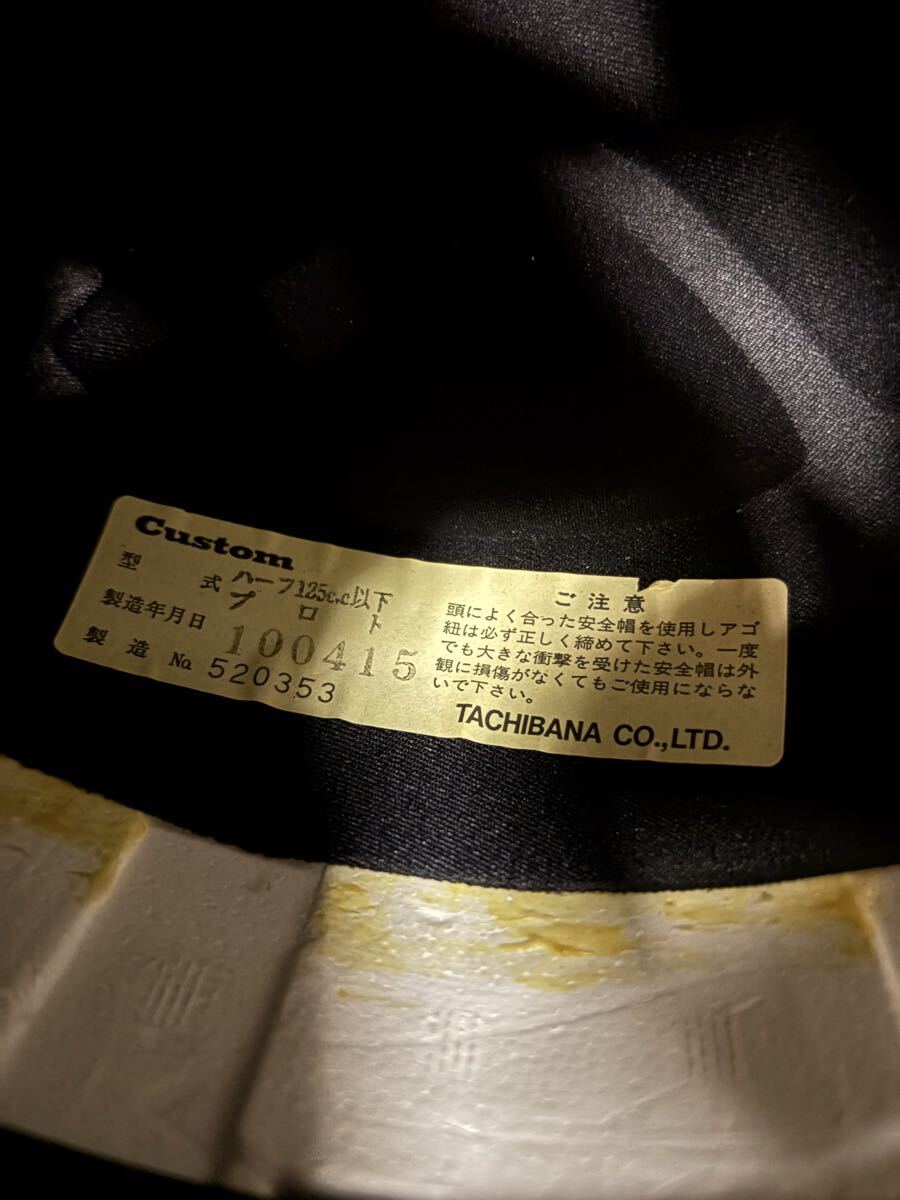 Custom
型式 ハーフ125c.c以下
プロト
製造年月日 100415
製造 № 520353
ご注意
頭によく合った安全帽を使用しアゴ
紐は必ず正しく締めて下さい。一度
でも大きな衝撃を受けた安全帽は外
観に損傷がなくてもご使用にならな
いで下さい。
TACHIBANA CO.,LTD.